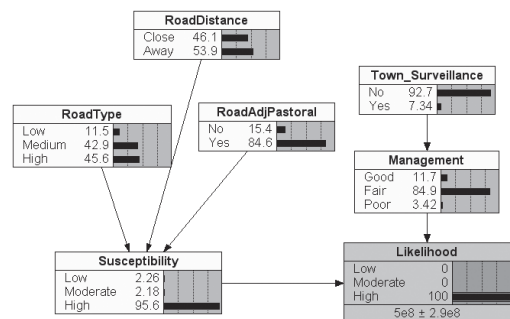 RoadDistance
Close 46.1
Away 53.9
Town_Surveillance
No 92.7
Yes 7.34
RoadType
Low 11.5
Medium 42.9
High 45.6
RoadAdjPastoral
No 15.4
Yes 84.6
Management
Good 11.7
Fair 84.9
Poor 3.42
Susceptibility
Low 2.26
Moderate 2.18
High 95.6
Likelihood
Low 0
Moderate 0
High 100
5e8 ± 2.9e8